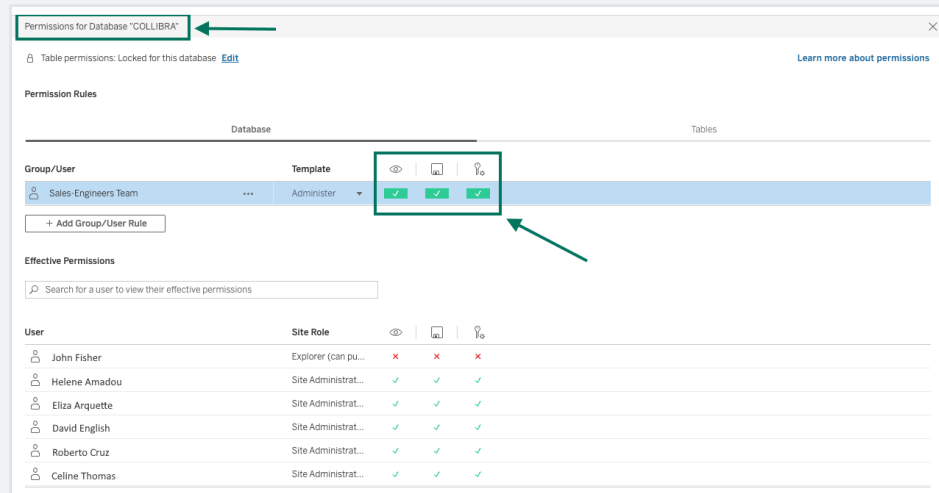 Permissions for Database "COLLIBRA"
Table permissions: Locked for this database Edit
Learn more about permissions
Permission Rules
Database Tables
Group/User Template
Sales-Engineers Team ••• Administer
+ Add Group/User Rule
Effective Permissions
Search for a user to view their effective permissions
User Site Role
John Fisher Explorer (can pu...
Helene Amadou Site Administrat...
Eliza Arquette Site Administrat...
David English Site Administrat...
Roberto Cruz Site Administrat...
Celine Thomas Site Administrat...